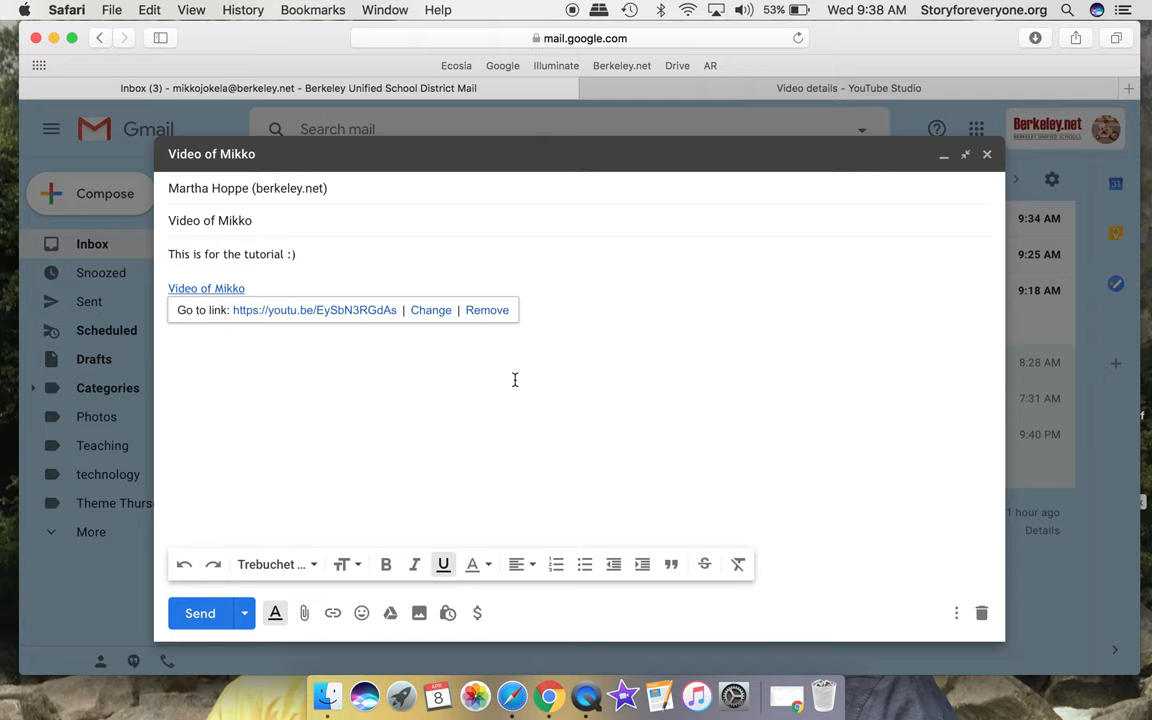 Safari File Edit View History Bookmarks Window Help 53% Wed 9:38 AM Storyforeveryone.org
mail.google.com
Ecosia Google Illuminate Berkeley.net Drive AR
Inbox (3) - mikkojokela@berkeley.net - Berkeley Unified School District Mail Video details - YouTube Studio
Gmail Search mail Berkeley.net
BERKELEY UNIFIED SCHOOLS
Video of Mikko
Compose
Martha Hoppe (berkeley.net)
Video of Mikko
Inbox 9:34 AM
This is for the tutorial :) 9:25 AM
Snoozed
Video of Mikko 9:18 AM
Sent
Go to link: https://youtu.be/EySbN3RGdAs | Change | Remove
Scheduled
Drafts 8:28 AM
Categories 7:31 AM
Photos 9:40 PM
Teaching
technology
Theme Thurs
1 hour ago
More Details
Trebuchet ... B I U A
Send A
APR
8